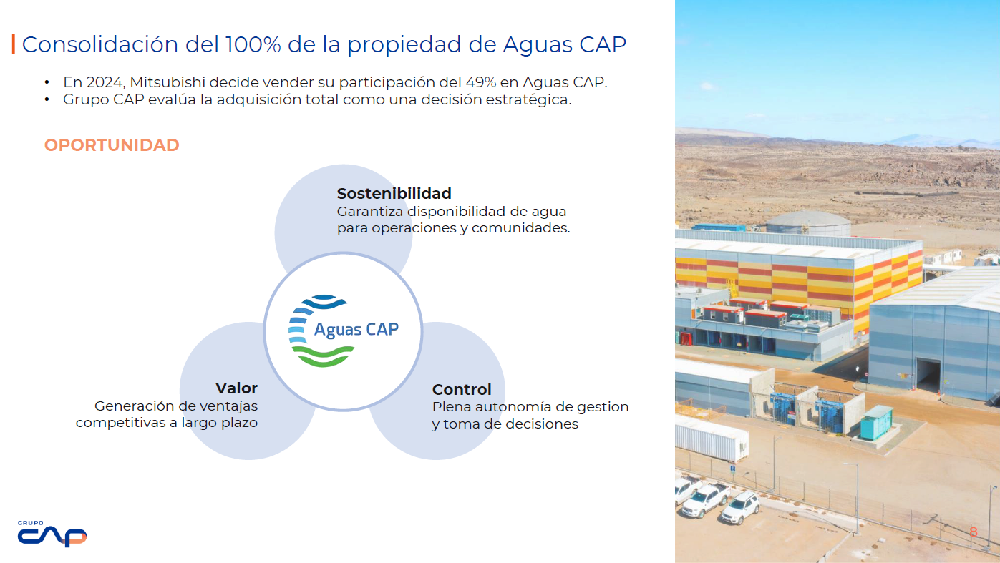 Consolidación del 100% de la propiedad de Aguas CAP
• En 2024, Mitsubishi decide vender su participación del 49% en Aguas CAP.
• Grupo CAP evalúa la adquisición total como una decisión estratégica.
OPORTUNIDAD
Sostenibilidad
Garantiza disponibilidad de agua
para operaciones y comunidades.
Aguas CAP
Valor
Generación de ventajas
competitivas a largo plazo
Control
Plena autonomía de gestion
y toma de decisiones
GRUPO
CAP
8